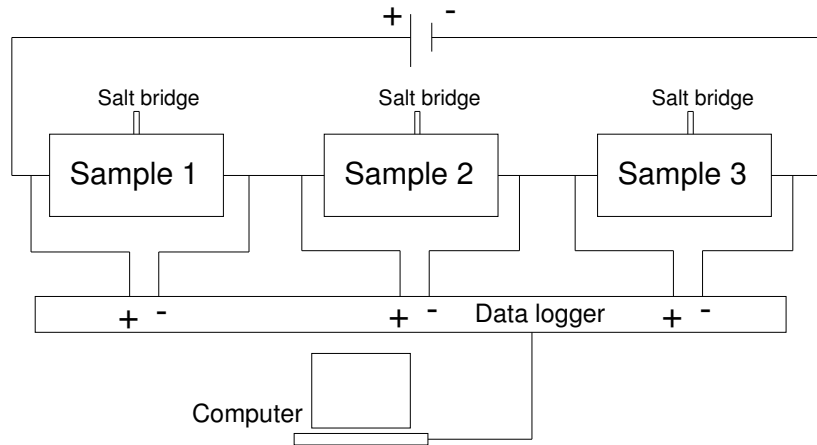 + -
Salt bridge Salt bridge Salt bridge
Sample 1 Sample 2 Sample 3
+ - + - Data logger + -
Computer